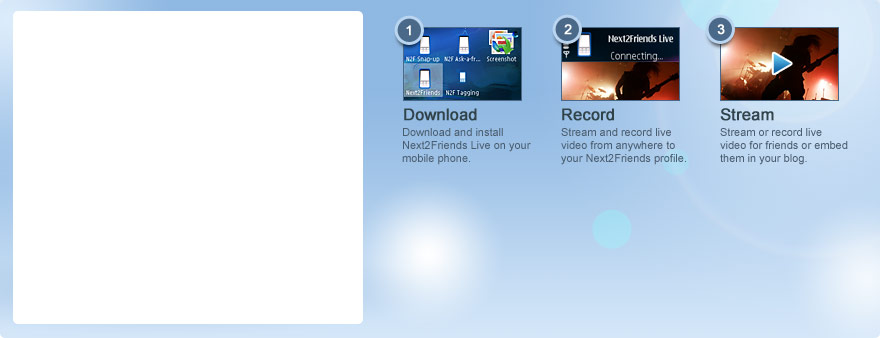 1
N2F Snap-up
N2F Ask-a-fr...
Screenshot
Next2Friends
N2F Tagging
Download
Download and install
Next2Friends Live on your
mobile phone.
2
Next2Friends Live
Connecting...
Record
Stream and record live
video from anywhere to
your Next2Friends profile.
3
Stream
Stream or record live
video for friends or embed
them in your blog.